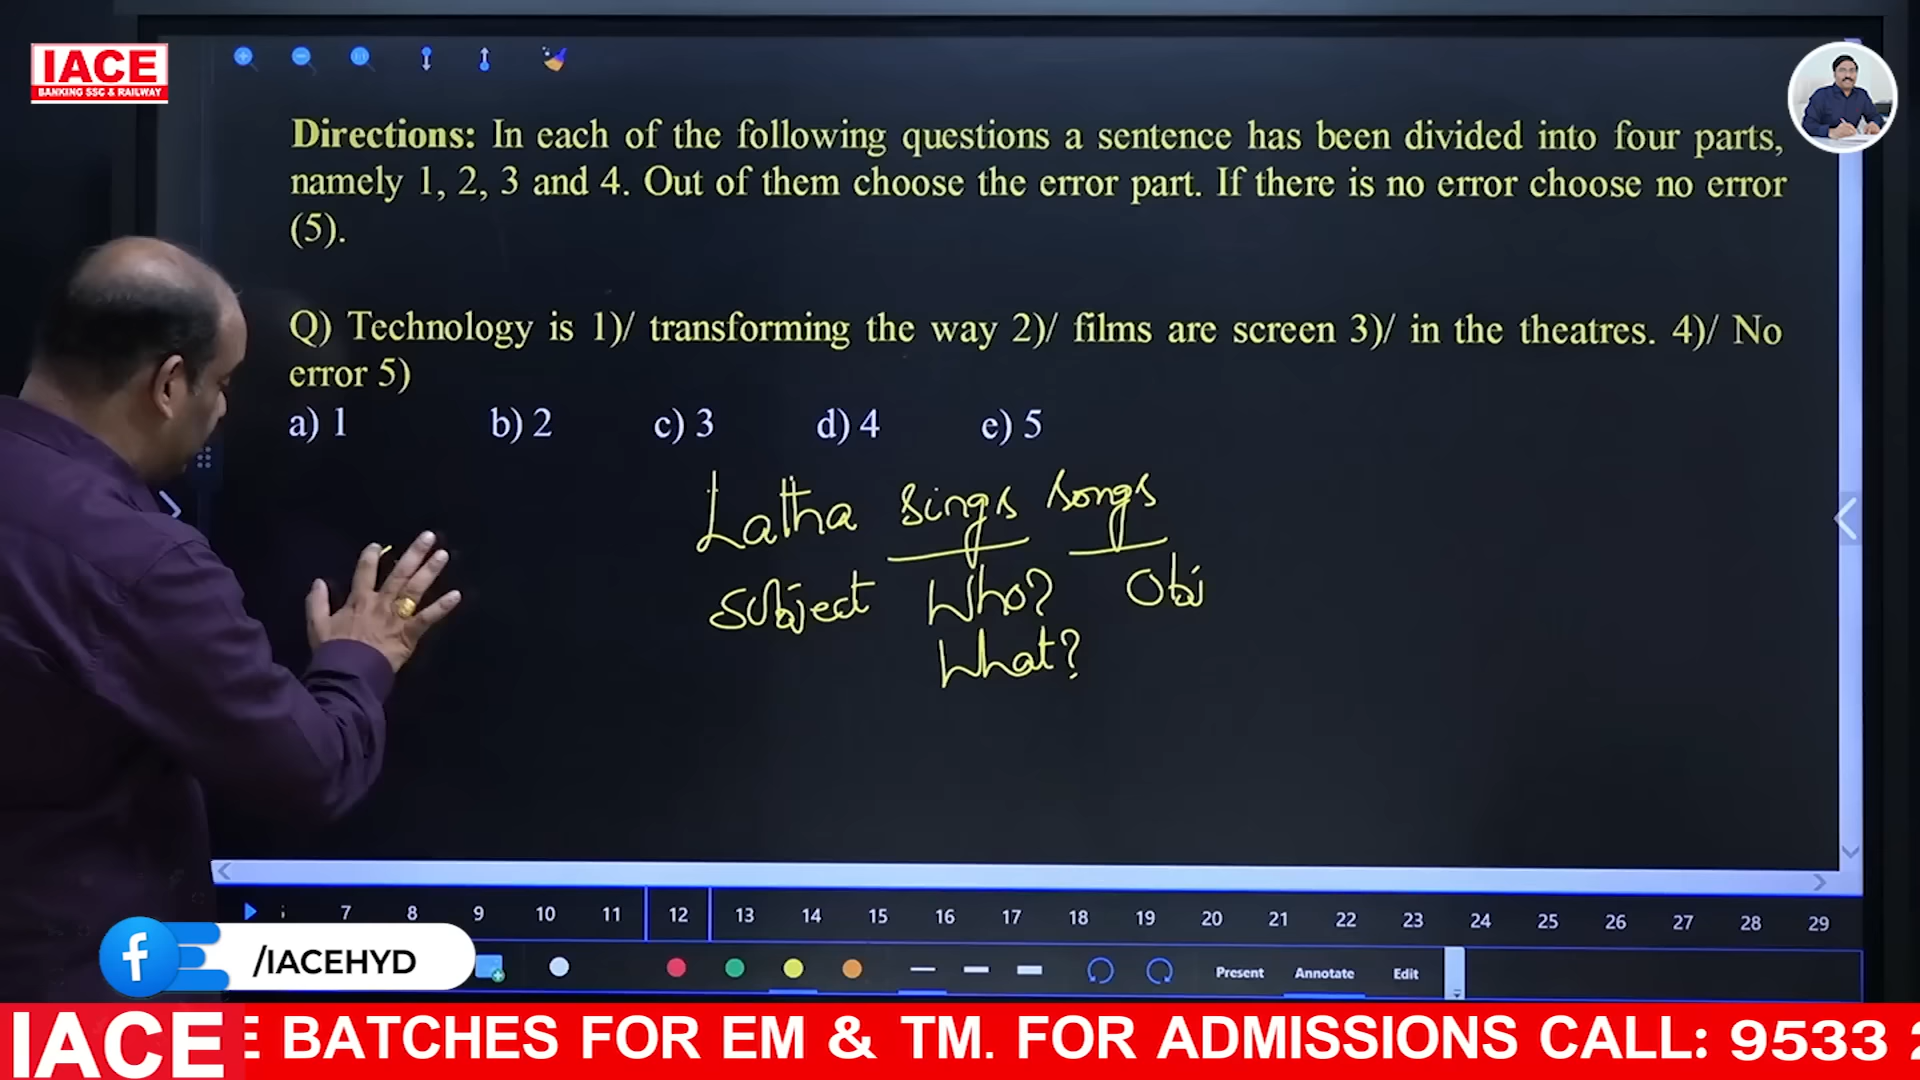 IACE
BANKING SSC & RAILWAY
Directions: In each of the following questions a sentence has been divided into four parts,
namely 1, 2, 3 and 4. Out of them choose the error part. If there is no error choose no error
(5).
Q) Technology is 1)/ transforming the way 2)/ films are screen 3)/ in the theatres. 4)/ No
error 5)
a) 1 b) 2 c) 3 d) 4 e) 5
Latha sings songs
Subject Who? Obj
What?
7 8 9 10 11 12 13 14 15 16 17 18 19 20 21 22 23 24 25 26 27 28 29
/IACEHYD
Present Annotate Edit
IACE E BATCHES FOR EM & TM. FOR ADMISSIONS CALL: 9533